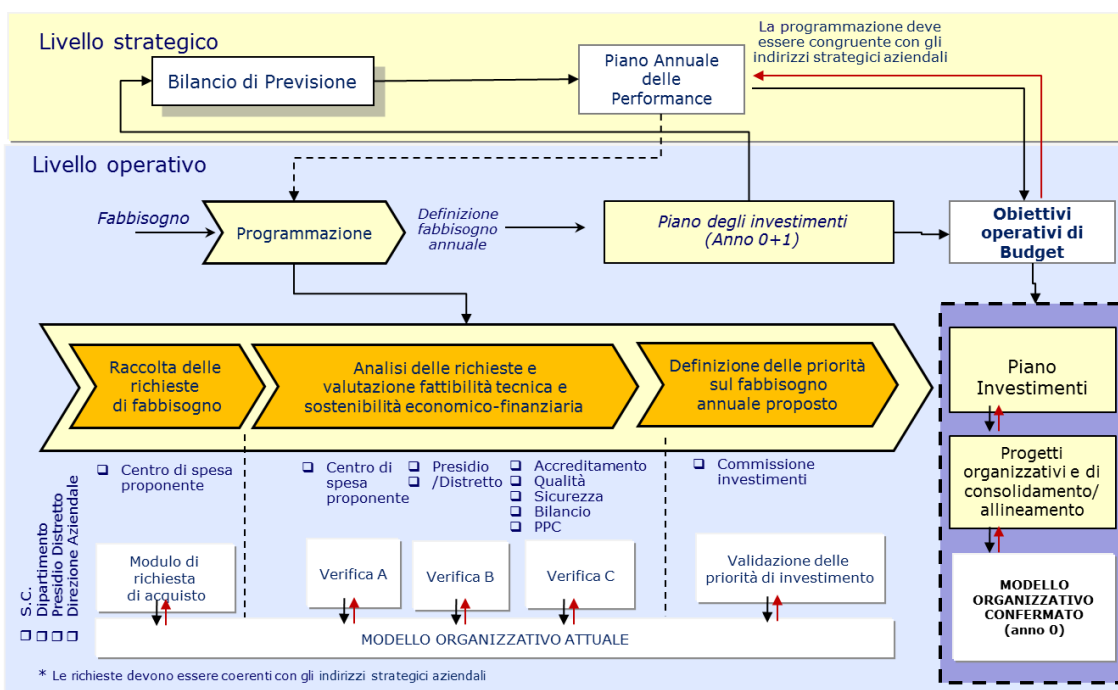 Livello strategico
La programmazione deve
essere congruente con gli
indirizzi strategici aziendali
Bilancio di Previsione
Piano Annuale
delle
Performance
Livello operativo
Fabbisogno
Programmazione
Definizione
fabbisogno
annuale
Piano degli investimenti
(Anno 0+1)
Obiettivi
operativi di
Budget
Raccolta delle
richieste
di fabbisogno
Analisi delle richieste e
valutazione fattibilità tecnica e
sostenibilità economico-finanziaria
Definizione delle priorità
sul fabbisogno
annuale proposto
Piano
Investimenti
Progetti
organizzativi e di
consolidamento/
allineamento
MODELLO
ORGANIZZATIVO
CONFERMATO
(anno 0)
S.C.
Dipartimento
Presidio Distretto
Direzione Aziendale
Centro di spesa
proponente
Centro di
spesa
proponente
Presidio
/Distretto
Accreditamento
Qualità
Sicurezza
Bilancio
PPC
Commissione
investimenti
Modulo di
richiesta
di acquisto
Verifica A
Verifica B
Verifica C
Validazione delle
priorità di investimento
MODELLO ORGANIZZATIVO ATTUALE
* Le richieste devono essere coerenti con gli indirizzi strategici aziendali